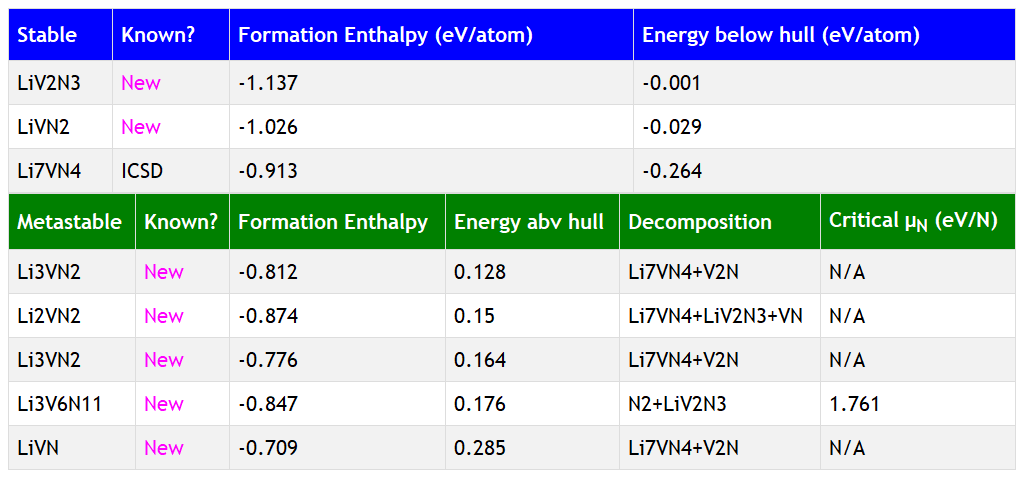 Stable Known? Formation Enthalpy (eV/atom) Energy below hull (eV/atom)
LiV2N3 New -1.137 -0.001
LiVN2 New -1.026 -0.029
Li7VN4 ICSD -0.913 -0.264
Metastable Known? Formation Enthalpy Energy abv hull Decomposition Critical μN (eV/N)
Li3VN2 New -0.812 0.128 Li7VN4+V2N N/A
Li2VN2 New -0.874 0.15 Li7VN4+LiV2N3+VN N/A
Li3VN2 New -0.776 0.164 Li7VN4+V2N N/A
Li3V6N11 New -0.847 0.176 N2+LiV2N3 1.761
LiVN New -0.709 0.285 Li7VN4+V2N N/A